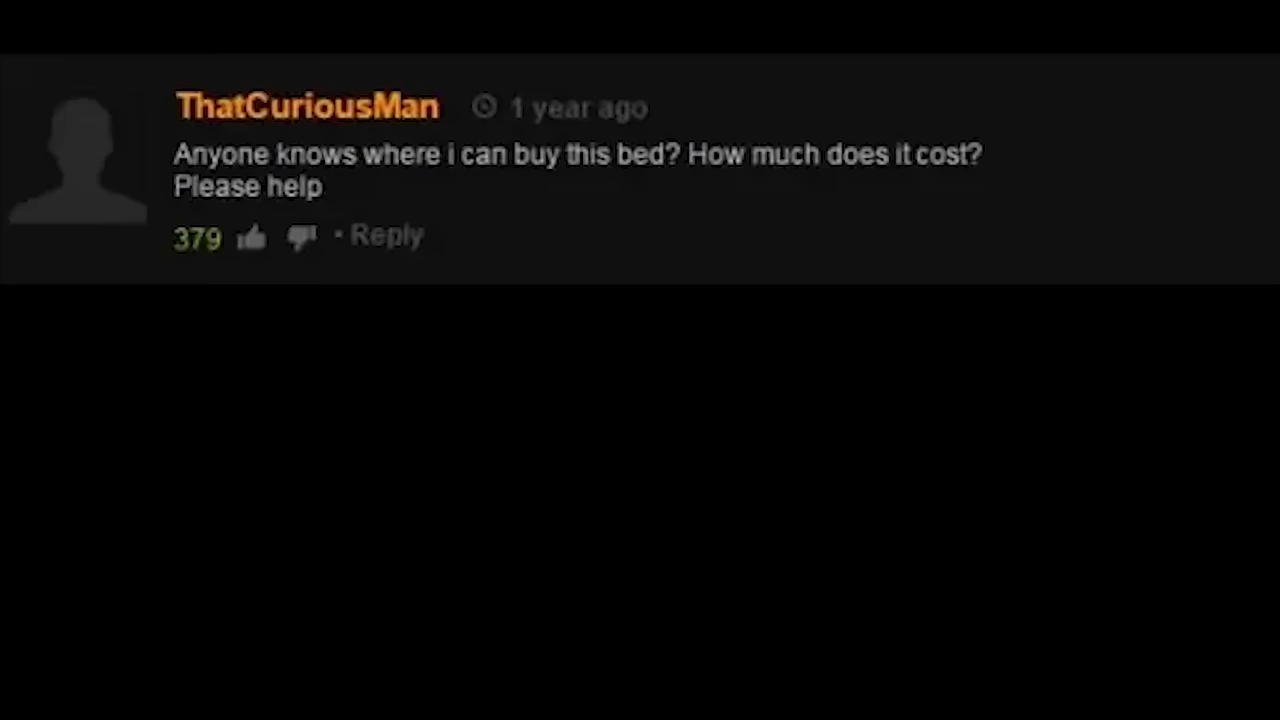 ThatCuriousMan 1 year ago
Anyone knows where i can buy this bed? How much does it cost?
Please help
379 • Reply